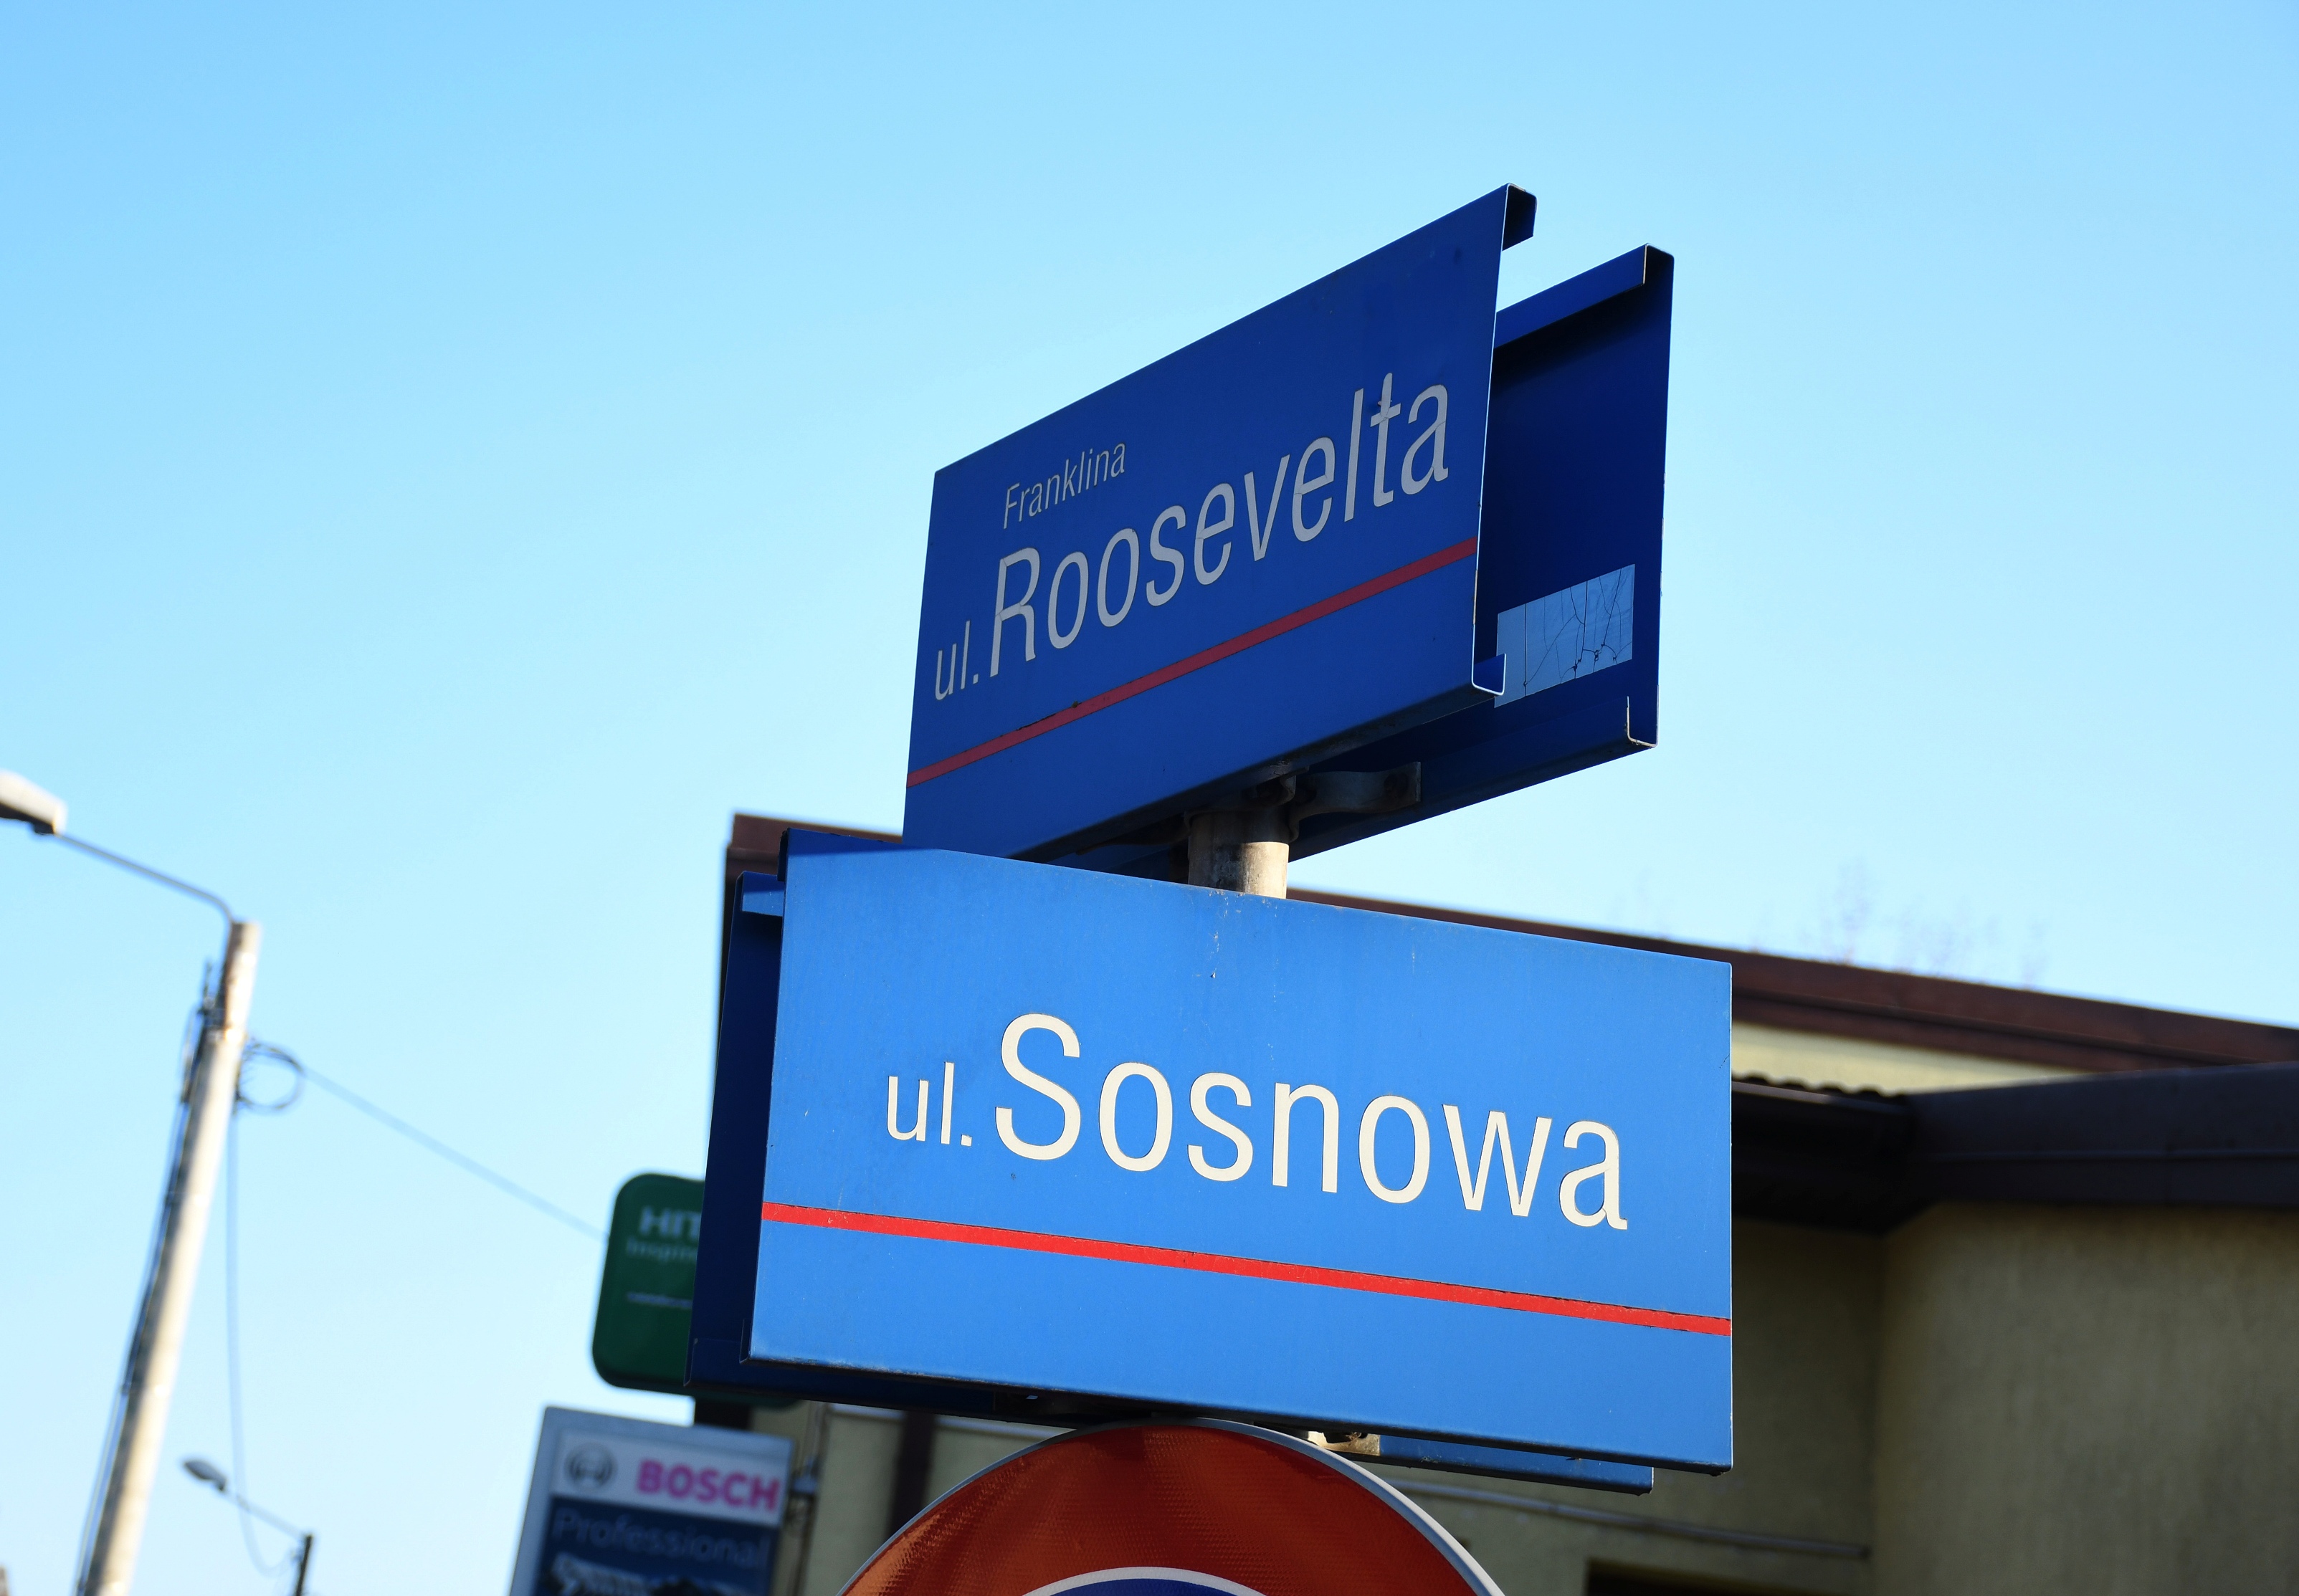 Franklina
ul. Roosevelta
ul. Sosnowa
BOSCH
Professional